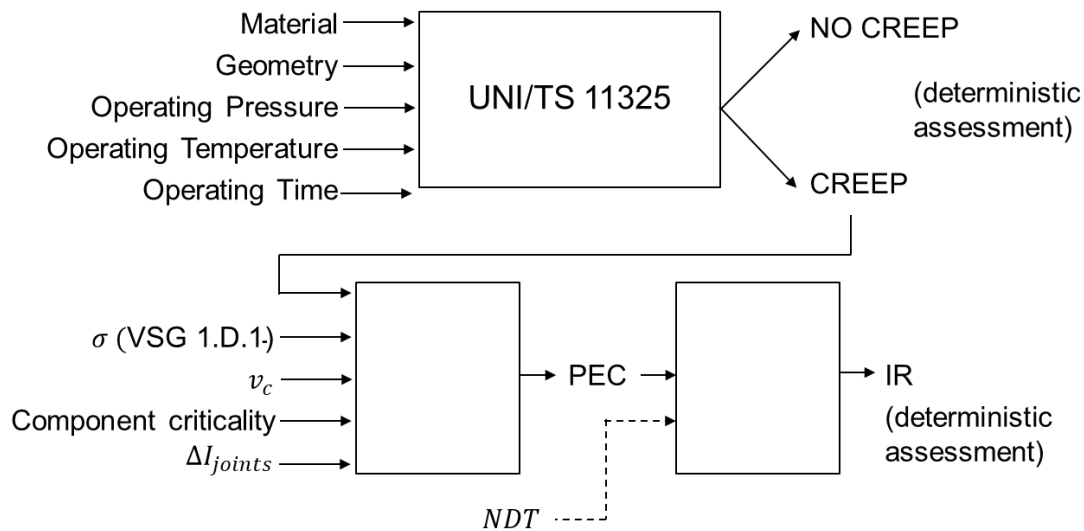 Material
Geometry
Operating Pressure
Operating Temperature
Operating Time
UNI/TS 11325
NO CREEP
(deterministic
assessment)
CREEP
σ (VSG 1.D.1.)
v_c
Component criticality
ΔI_joints
PEC
NDT
IR
(deterministic
assessment)